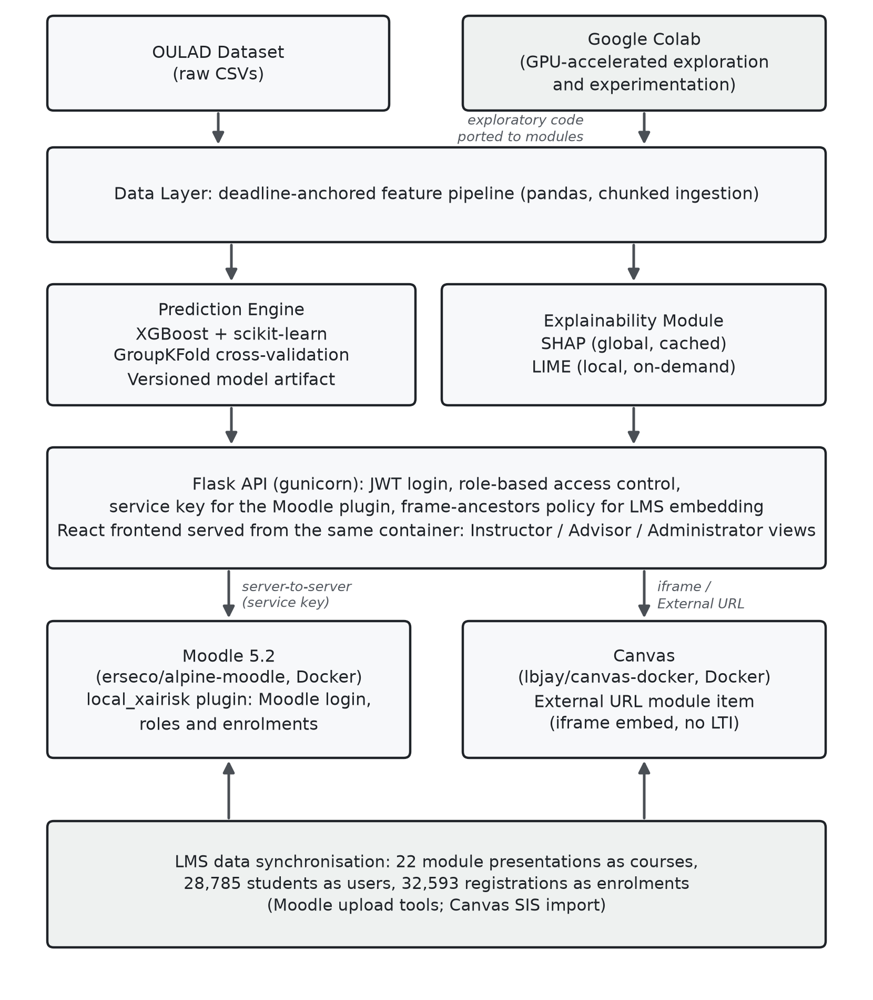 OULAD Dataset
(raw CSVs)
Google Colab
(GPU-accelerated exploration
and experimentation)
exploratory code
ported to modules
Data Layer: deadline-anchored feature pipeline (pandas, chunked ingestion)
Prediction Engine
XGBoost + scikit-learn
GroupKFold cross-validation
Versioned model artifact
Explainability Module
SHAP (global, cached)
LIME (local, on-demand)
Flask API (gunicorn): JWT login, role-based access control,
service key for the Moodle plugin, frame-ancestors policy for LMS embedding
React frontend served from the same container: Instructor / Advisor / Administrator views
server-to-server
(service key)
iframe /
External URL
Moodle 5.2
(erseco/alpine-moodle, Docker)
local_xairisk plugin: Moodle login,
roles and enrolments
Canvas
(lbjay/canvas-docker, Docker)
External URL module item
(iframe embed, no LTI)
LMS data synchronisation: 22 module presentations as courses,
28,785 students as users, 32,593 registrations as enrolments
(Moodle upload tools; Canvas SIS import)